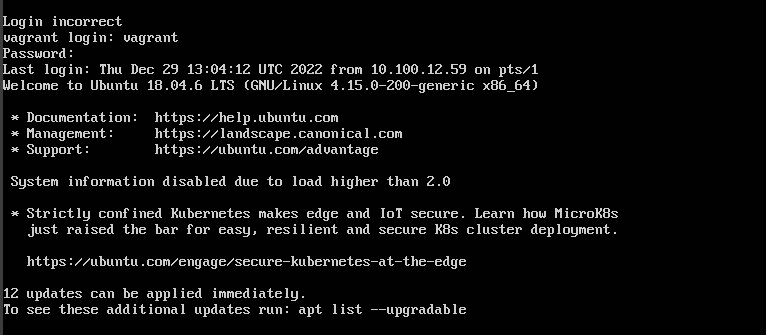 Login incorrect
vagrant login: vagrant
Password:
Last login: Thu Dec 29 13:04:12 UTC 2022 from 10.100.12.59 on pts/1
Welcome to Ubuntu 18.04.6 LTS (GNU/Linux 4.15.0-200-generic x86_64)
* Documentation:  https://help.ubuntu.com
* Management:     https://landscape.canonical.com
* Support:        https://ubuntu.com/advantage
System information disabled due to load higher than 2.0
* Strictly confined Kubernetes makes edge and IoT secure. Learn how MicroK8s
just raised the bar for easy, resilient and secure K8s cluster deployment.
https://ubuntu.com/engage/secure-kubernetes-at-the-edge
12 updates can be applied immediately.
To see these additional updates run: apt list --upgradable